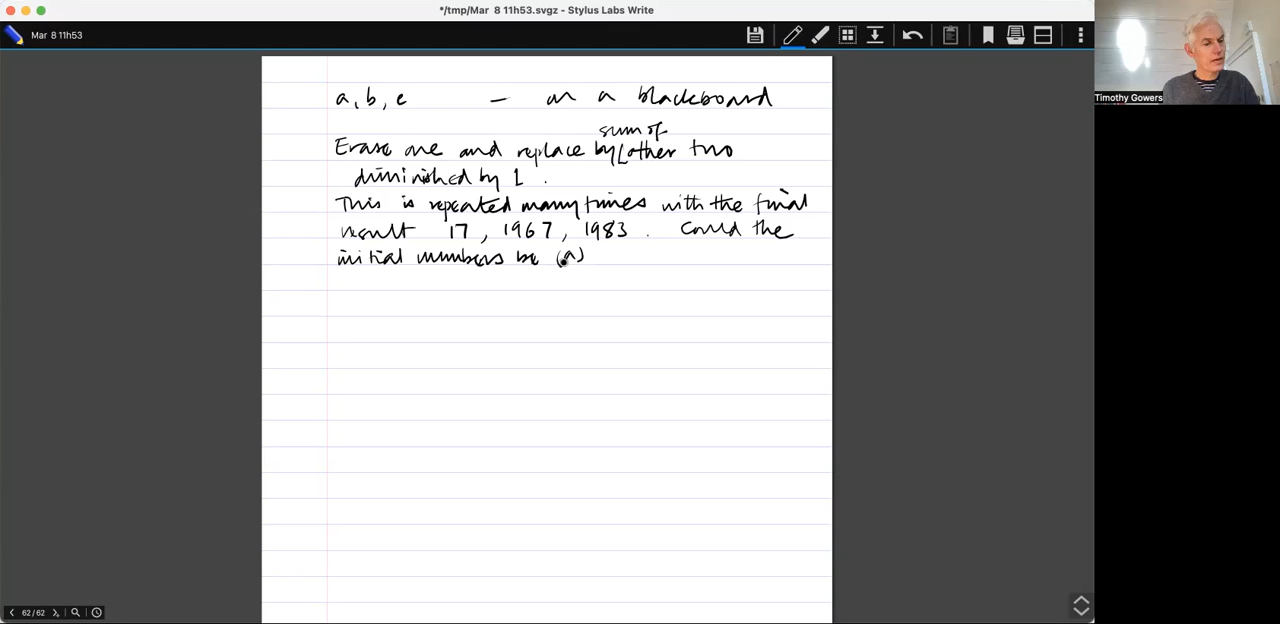 */tmp/Mar 8 11h53.svgz - Stylus Labs Write
Mar 8 11h53
Timothy Gowers
a, b, c - on a blackboard
sum of
Erase one and replace by other two
diminished by 1.
This is repeated many times with the final
result 17, 1967, 1983. Could the
initial numbers be (a)
62/62